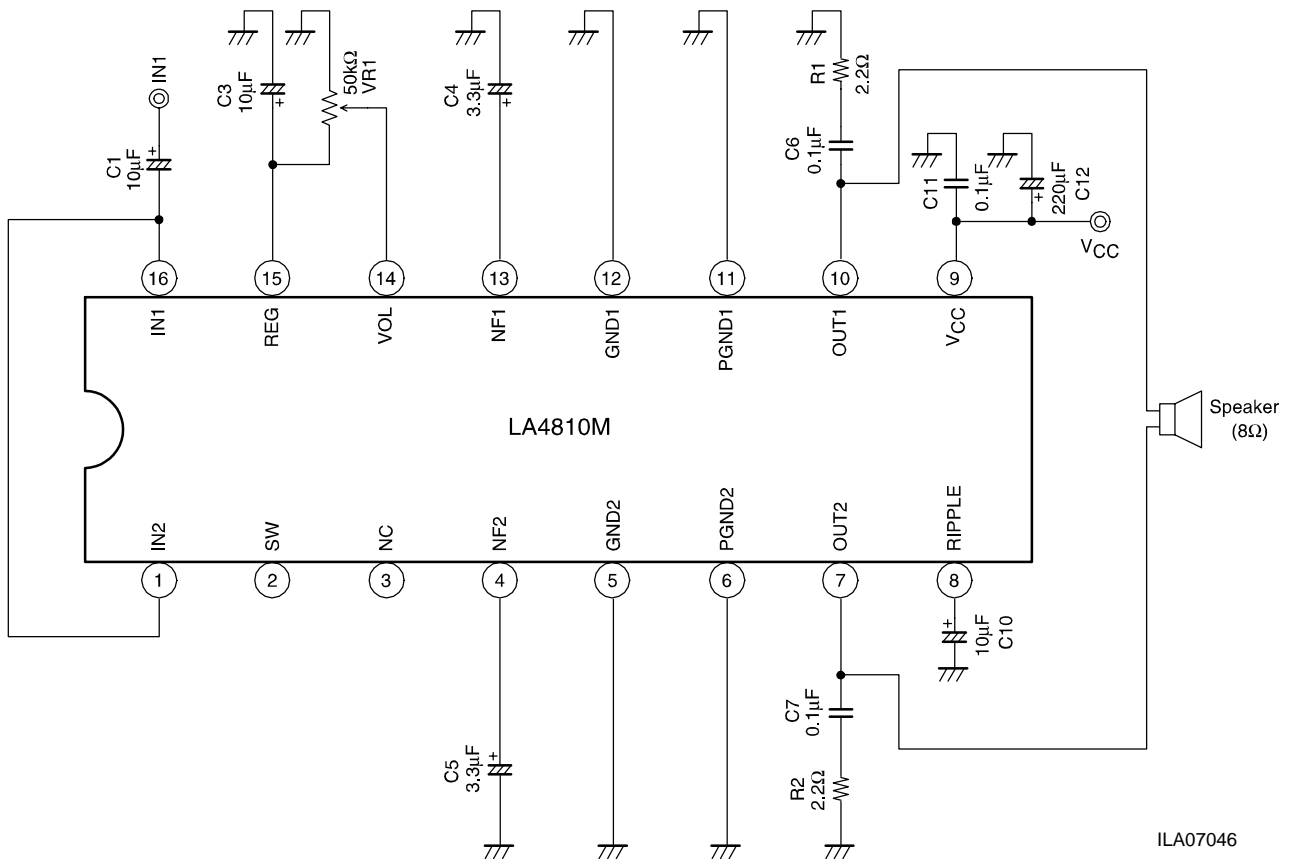 IN1
C1
10µF
+
C3
10µF
+
50kΩ
VR1
C4
3.3µF
+
R1
2.2Ω
C6
0.1µF
C11
0.1µF
220µF
C12
+
VCC
16
15
14
13
12
11
10
9
IN1
REG
VOL
NF1
GND1
PGND1
OUT1
VCC
LA4810M
Speaker
(8Ω)
IN2
SW
NC
NF2
GND2
PGND2
OUT2
RIPPLE
1
2
3
4
5
6
7
8
+
10µF
C10
C7
0.1µF
C5
3.3µF
+
R2
2.2Ω
ILA07046